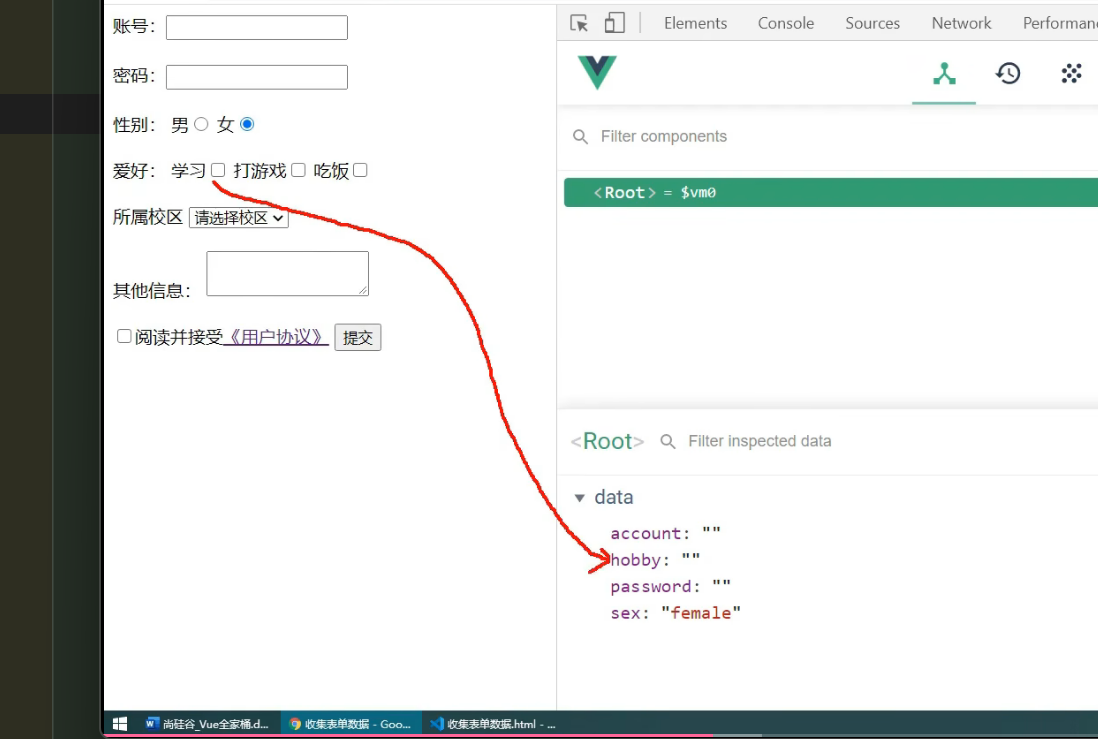 账号：
密码：
性别： 男 女
爱好： 学习 打游戏 吃饭
所属校区 请选择校区
其他信息：
阅读并接受《用户协议》 提交
Elements Console Sources Network Performan
Filter components
<Root> = $vm0
<Root> Filter inspected data
data
account: ""
hobby: ""
password: ""
sex: "female"
尚硅谷_Vue全家桶.d... 收集表单数据 - Goo... 收集表单数据.html - ...